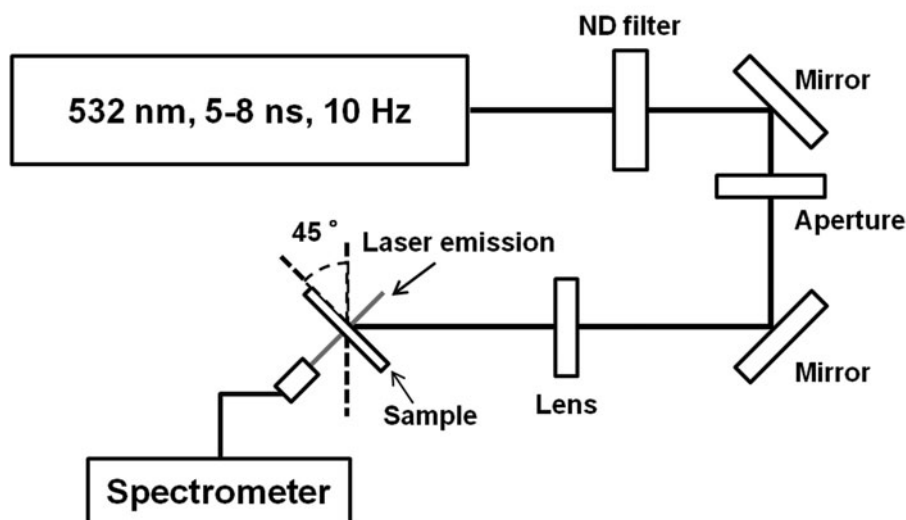 ND filter
Mirror
532 nm, 5-8 ns, 10 Hz
Aperture
45°
Laser emission
Mirror
Lens
Sample
Spectrometer